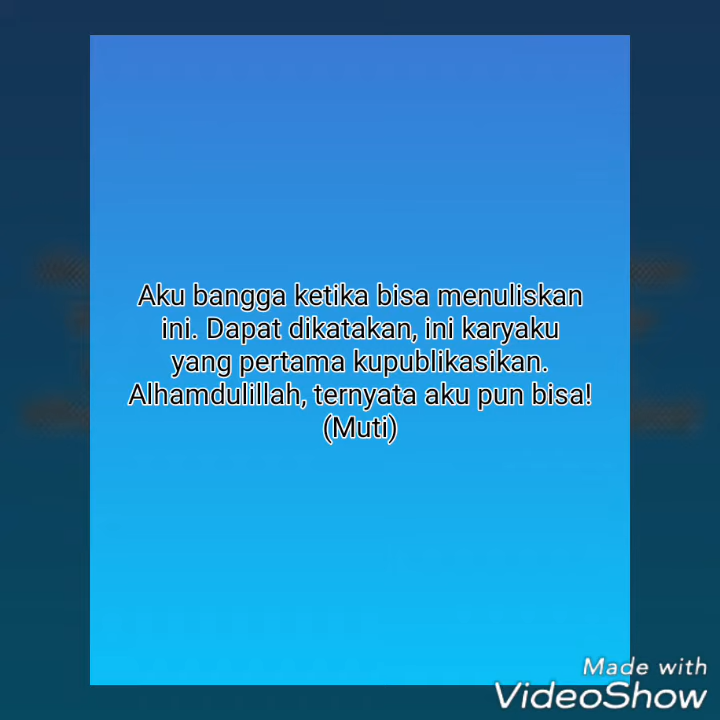 Aku bangga ketika bisa menuliskan
ini. Dapat dikatakan, ini karyaku
yang pertama kupublikasikan.
Alhamdulillah, ternyata aku pun bisa!
(Muti)
Made with
VideoShow